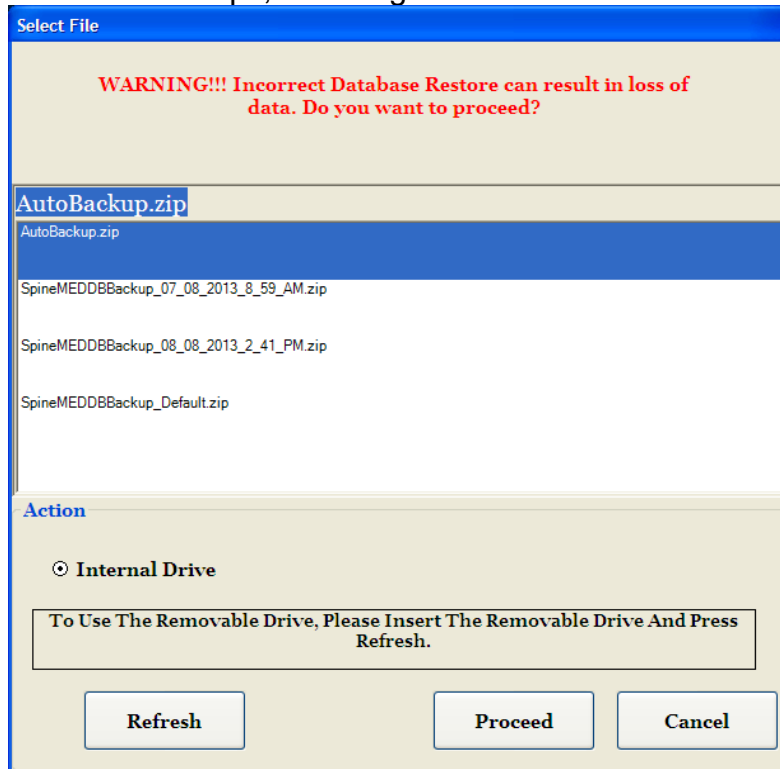 Select File
WARNING!!! Incorrect Database Restore can result in loss of
data. Do you want to proceed?
AutoBackup.zip
AutoBackup.zip
SpineMEDDBBackup_07_08_2013_8_59_AM.zip
SpineMEDDBBackup_08_08_2013_2_41_PM.zip
SpineMEDDBBackup_Default.zip
Action
Internal Drive
To Use The Removable Drive, Please Insert The Removable Drive And Press
Refresh.
Refresh
Proceed
Cancel